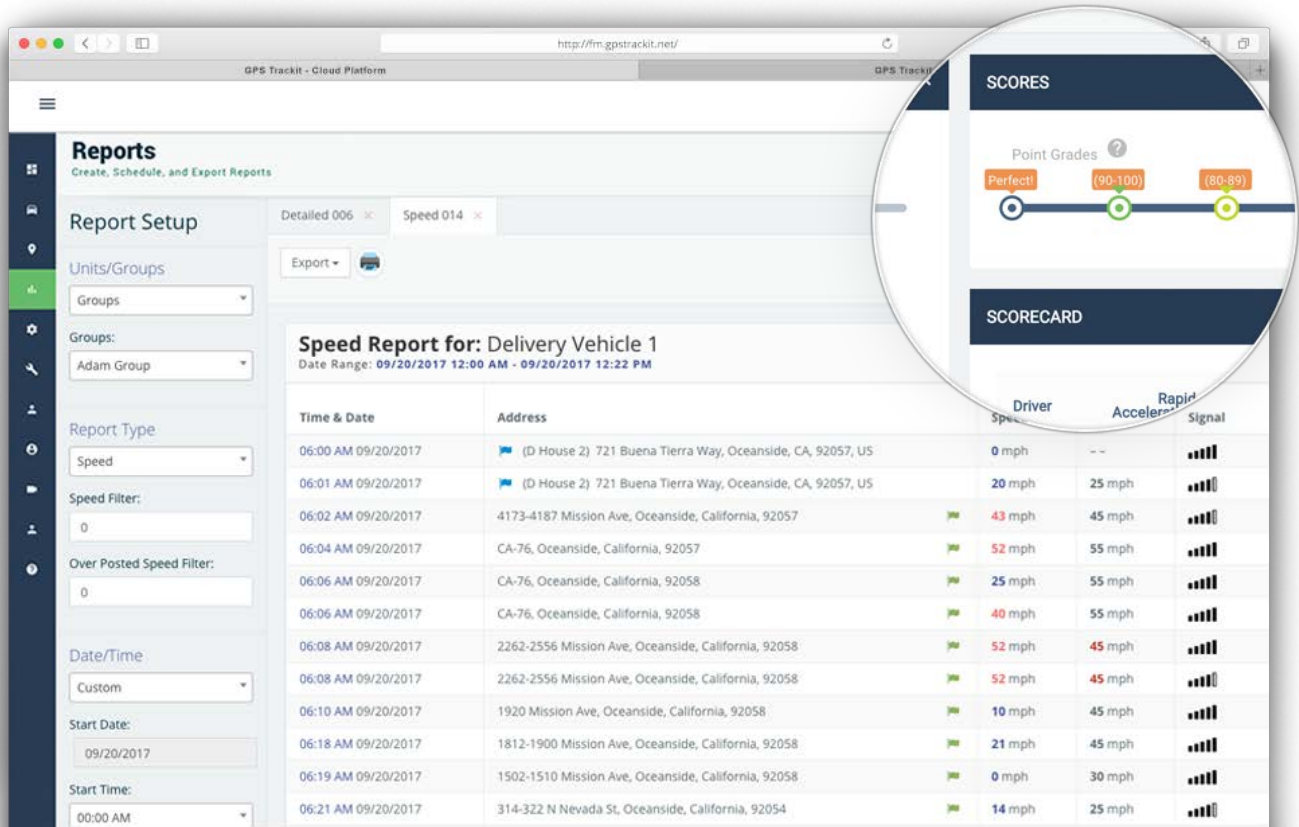 http://fm.gpstrackit.net/
GPS Trackit - Cloud Platform
GPS Trackit
Reports
Create, Schedule, and Export Reports
Report Setup
Units/Groups
Groups
Groups:
Adam Group
Report Type
Speed
Speed Filter:
0
Over Posted Speed Filter:
0
Date/Time
Custom
Start Date:
09/20/2017
Start Time:
00:00 AM
Detailed 006 × Speed 014 ×
Export
Speed Report for: Delivery Vehicle 1
Date Range: 09/20/2017 12:00 AM - 09/20/2017 12:22 PM
Time & Date Address Signal
06:00 AM 09/20/2017 (D House 2) 721 Buena Tierra Way, Oceanside, CA, 92057, US 0 mph - -
06:01 AM 09/20/2017 (D House 2) 721 Buena Tierra Way, Oceanside, CA, 92057, US 20 mph 25 mph
06:02 AM 09/20/2017 4173-4187 Mission Ave, Oceanside, California, 92057 43 mph 45 mph
06:04 AM 09/20/2017 CA-76, Oceanside, California, 92057 52 mph 55 mph
06:06 AM 09/20/2017 CA-76, Oceanside, California, 92058 25 mph 55 mph
06:06 AM 09/20/2017 CA-76, Oceanside, California, 92058 40 mph 55 mph
06:08 AM 09/20/2017 2262-2556 Mission Ave, Oceanside, California, 92058 52 mph 45 mph
06:08 AM 09/20/2017 2262-2556 Mission Ave, Oceanside, California, 92058 52 mph 45 mph
06:10 AM 09/20/2017 1920 Mission Ave, Oceanside, California, 92058 10 mph 45 mph
06:18 AM 09/20/2017 1812-1900 Mission Ave, Oceanside, California, 92058 21 mph 45 mph
06:19 AM 09/20/2017 1502-1510 Mission Ave, Oceanside, California, 92058 0 mph 30 mph
06:21 AM 09/20/2017 314-322 N Nevada St, Oceanside, California, 92054 14 mph 25 mph
SCORES
Point Grades ?
Perfect! (90-100) (80-89)
SCORECARD
Driver
Rapid